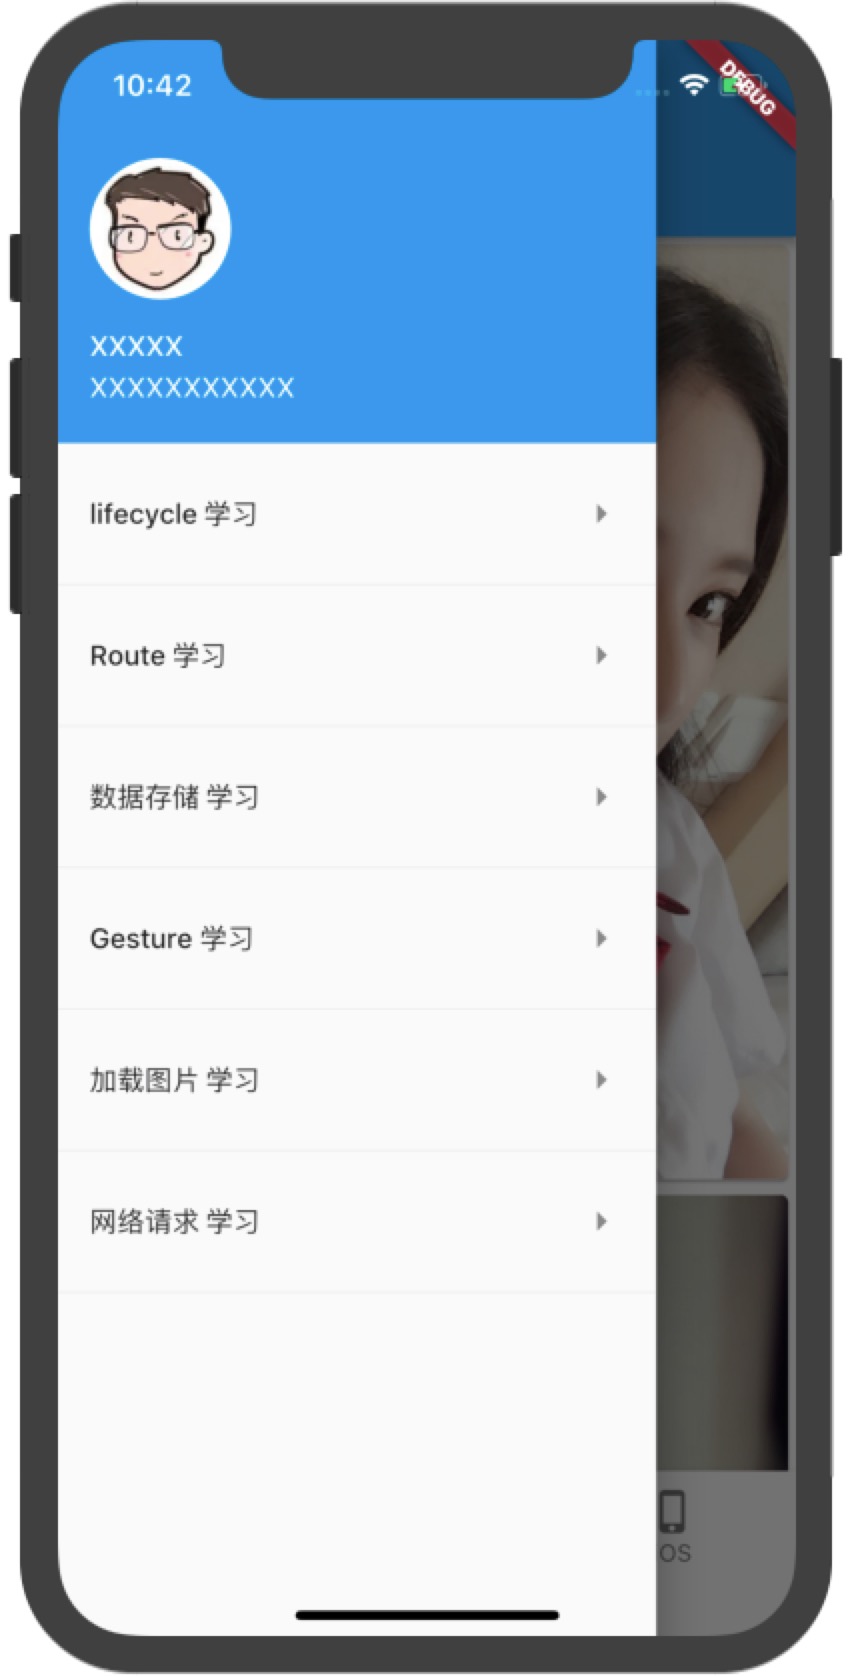 10:42
DEBUG
XXXXX
XXXXXXXXXXX
lifecycle 学习
Route 学习
数据存储 学习
Gesture 学习
加载图片 学习
网络请求 学习
OS